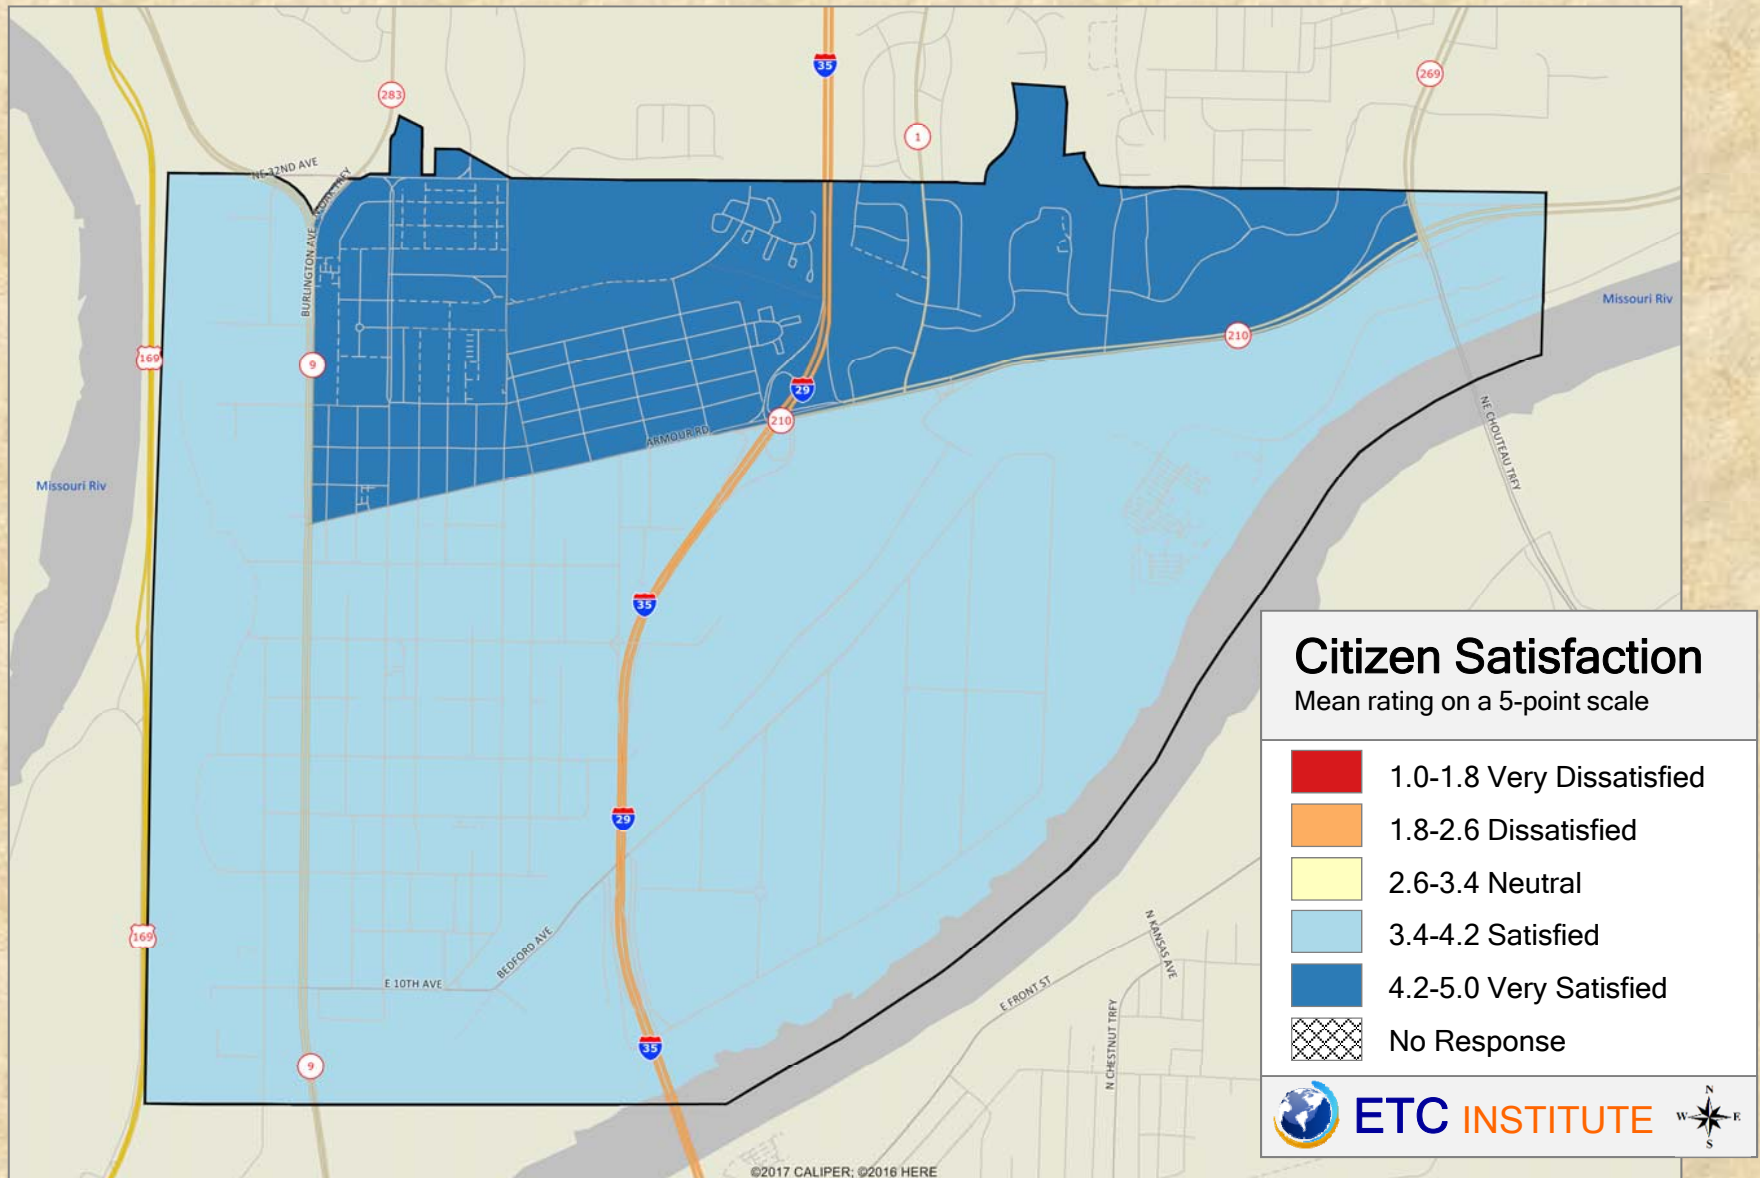 35
269
283
1
NE 32ND AVE
N OAK TRFY
BURLINGTON AVE
Missouri Riv
169
9
210
29
210
ARMOUR RD
NE CHOUTEAU TRFY
Missouri Riv
35
29
169
BEDFORD AVE
E 10TH AVE
N KANSAS AVE
E FRONT ST
N CHESTNUT TRFY
35
9
©2017 CALIPER; ©2016 HERE
Citizen Satisfaction
Mean rating on a 5-point scale
1.0-1.8 Very Dissatisfied
1.8-2.6 Dissatisfied
2.6-3.4 Neutral
3.4-4.2 Satisfied
4.2-5.0 Very Satisfied
No Response
ETC INSTITUTE
N
W E
S